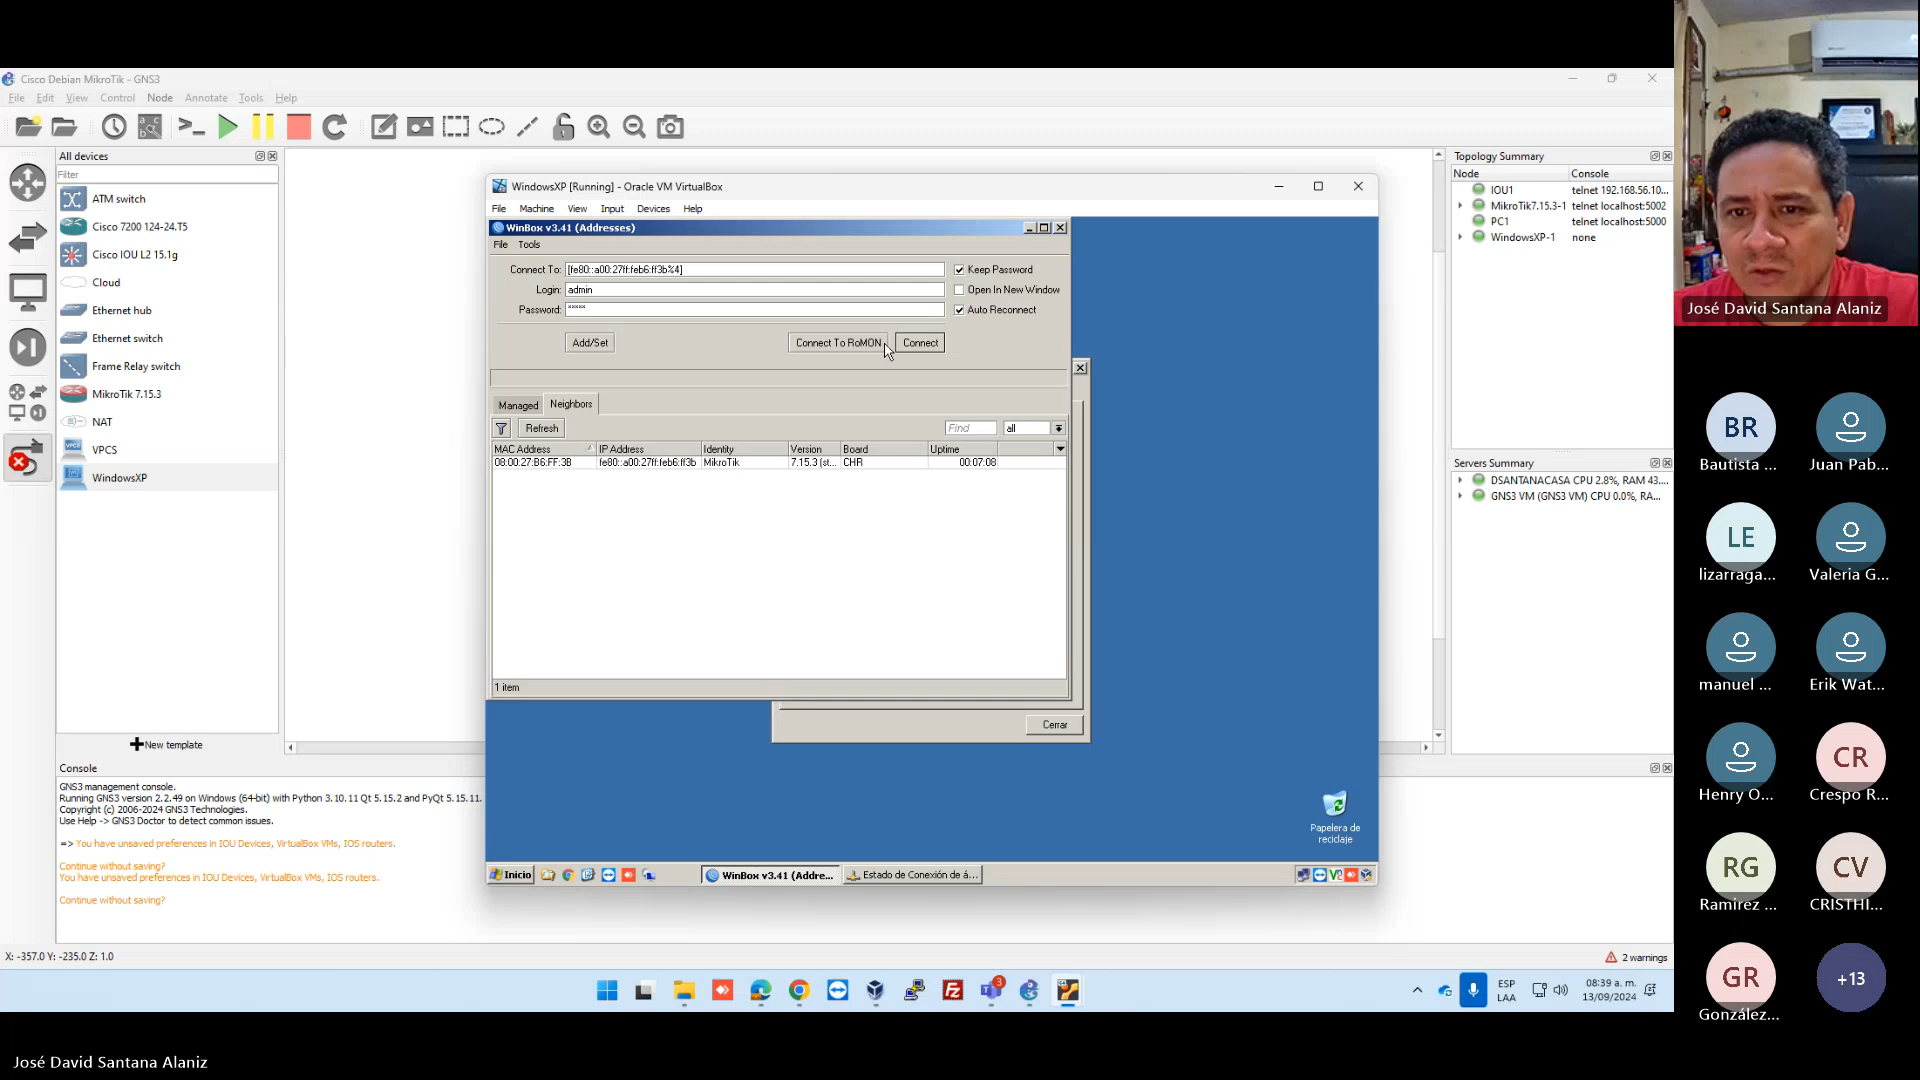 Cisco Debian MikroTik - GNS3
File Edit View Control Node Annotate Tools Help
All devices
Filter
ATM switch
Cisco 7200 124-24.T5
Cisco IOU L2 15.1g
Cloud
Ethernet hub
Ethernet switch
Frame Relay switch
MikroTik 7.15.3
NAT
VPCS
WindowsXP
New template
WindowsXP [Running] - Oracle VM VirtualBox
File Machine View Input Devices Help
WinBox v3.41 (Addresses)
File Tools
Connect To: [fe80::a00:27ff:feb6:ff3b%4]
Keep Password
Login: admin
Open In New Window
Password: *****
Auto Reconnect
Add/Set
Connect To RoMON
Connect
Managed
Neighbors
Refresh
Find
all
MAC Address IP Address Identity Version Board Uptime
08:00:27:B6:FF:3B fe80::a00:27ff:feb6:ff3b MikroTik 7.15.3 (st... CHR 00:07:08
1 item
Cerrar
Papelera de
reciclaje
Inicio
WinBox v3.41 (Addre...
Estado de Conexión de á...
Topology Summary
Node Console
IOU1 telnet 192.168.56.10...
MikroTik7.15.3-1 telnet localhost:5002
PC1 telnet localhost:5000
WindowsXP-1 none
Servers Summary
DSANTANACASA CPU 2.8%, RAM 43....
GNS3 VM (GNS3 VM) CPU 0.0%, RA...
Console
GNS3 management console.
Running GNS3 version 2.2.49 on Windows (64-bit) with Python 3.10.11 Qt 5.15.2 and PyQt 5.15.11.
Copyright (c) 2006-2024 GNS3 Technologies.
Use Help -> GNS3 Doctor to detect common issues.
=> You have unsaved preferences in IOU Devices, VirtualBox VMs, IOS routers.
Continue without saving?
You have unsaved preferences in IOU Devices, VirtualBox VMs, IOS routers.
Continue without saving?
X: -357.0 Y: -235.0 Z: 1.0
2 warnings
3
ESP
LAA
08:39 a. m.
13/09/2024
José David Santana Alaniz
BR
Bautista ...
Juan Pab...
LE
lizarraga...
Valeria G...
manuel ...
Erik Wat...
Henry O...
CR
Crespo R...
RG
Ramirez ...
CV
CRISTHI...
GR
González...
+13
José David Santana Alaniz